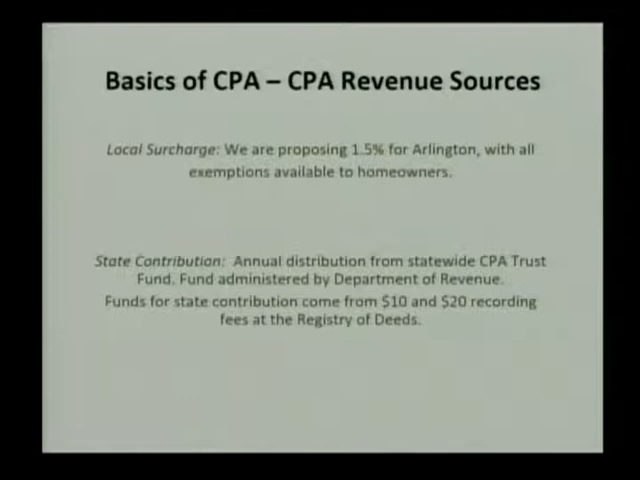 Basics of CPA – CPA Revenue Sources
Local Surcharge: We are proposing 1.5% for Arlington, with all
exemptions available to homeowners.
State Contribution: Annual distribution from statewide CPA Trust
Fund. Fund administered by Department of Revenue.
Funds for state contribution come from $10 and $20 recording
fees at the Registry of Deeds.